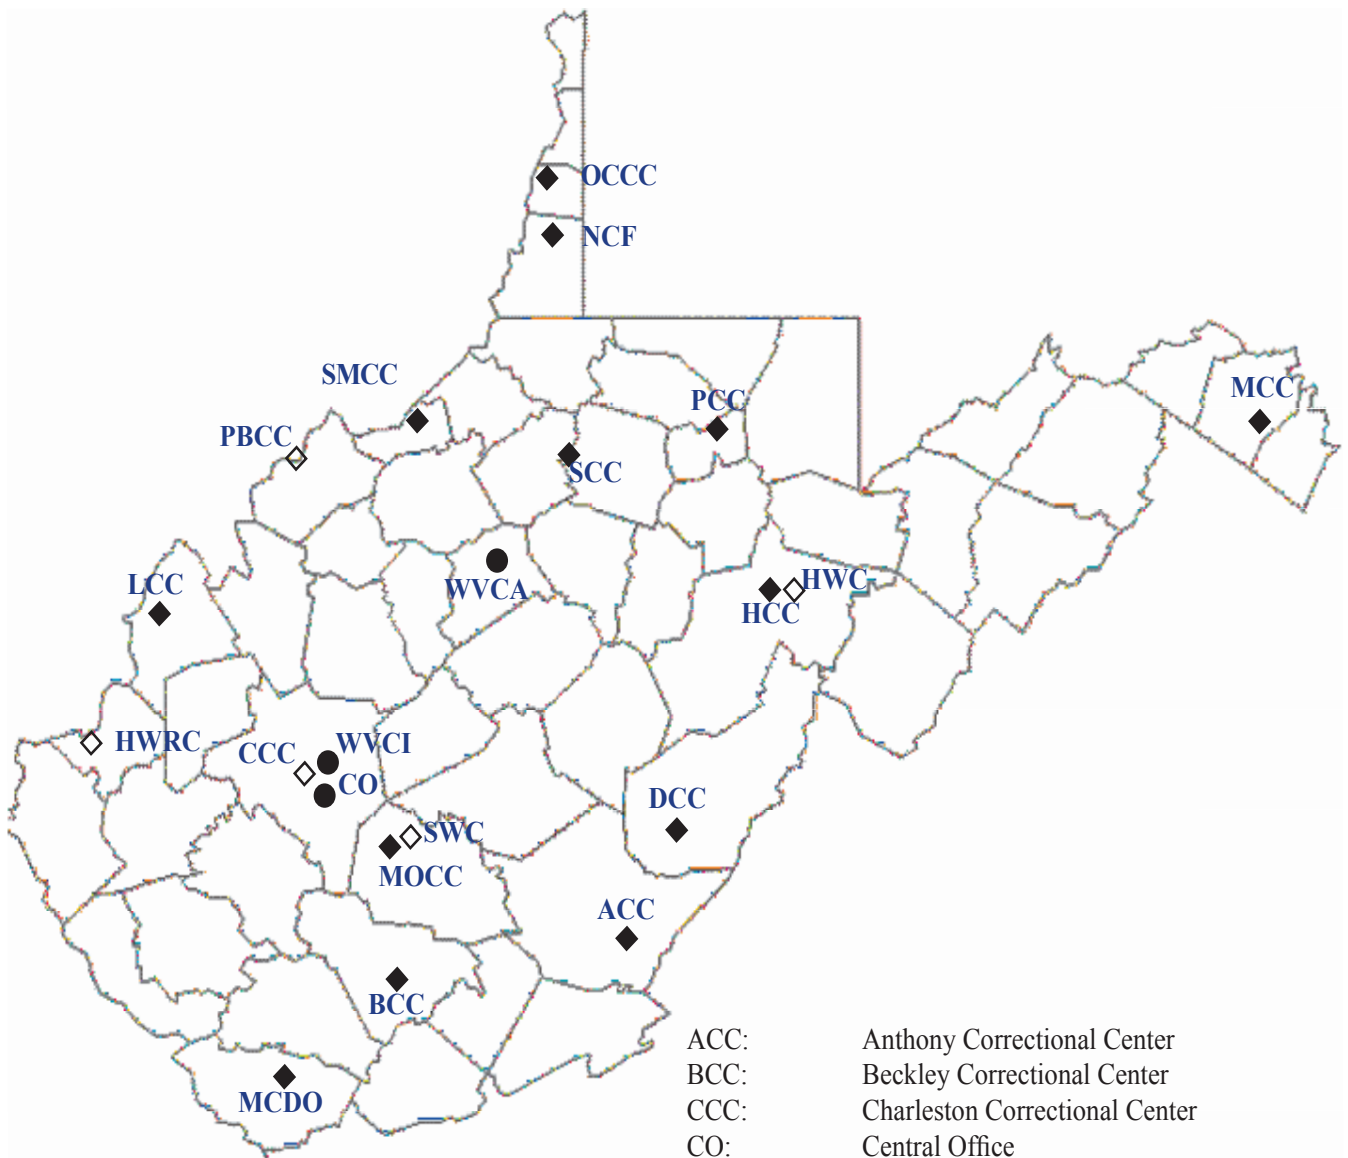 OCCC
NCF
SMCC
MCC
PCC
PBCC
SCC
HWC
LCC
WVCA
HCC
HWRC
WVCI
CCC
CO
DCC
SWC
MOCC
ACC
BCC
MCDO
ACC: Anthony Correctional Center
BCC: Beckley Correctional Center
CCC: Charleston Correctional Center
CO: Central Office